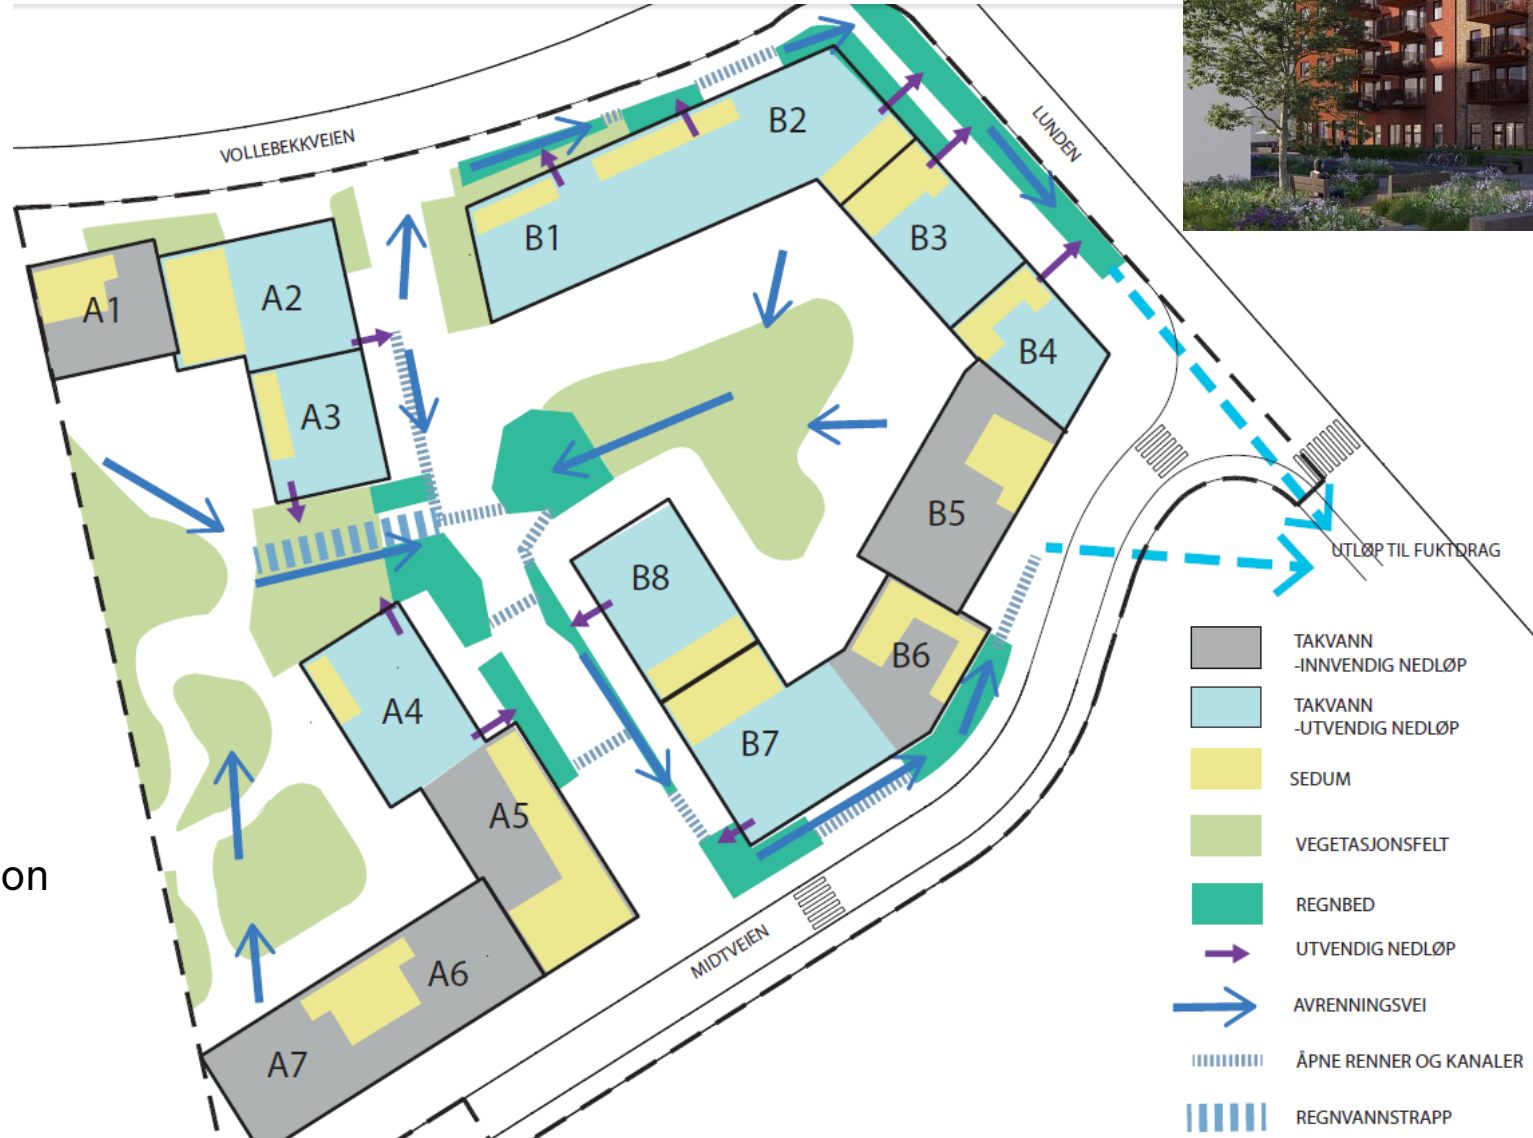 VOLLEBEKKVEIEN
LUNDEN
B2
B1
B3
A1
A2
B4
A3
B5
UTLØP TIL FUKTDRAG
B8
B6
A4
B7
A5
on
A6
A7
MIDTVEIEN
TAKVANN
-INNVENDIG NEDLØP
TAKVANN
-UTVENDIG NEDLØP
SEDUM
VEGETASJONSFELT
REGNBED
UTVENDIG NEDLØP
AVRENNINGSVEI
ÅPNE RENNER OG KANALER
REGNVANNSTRAPP